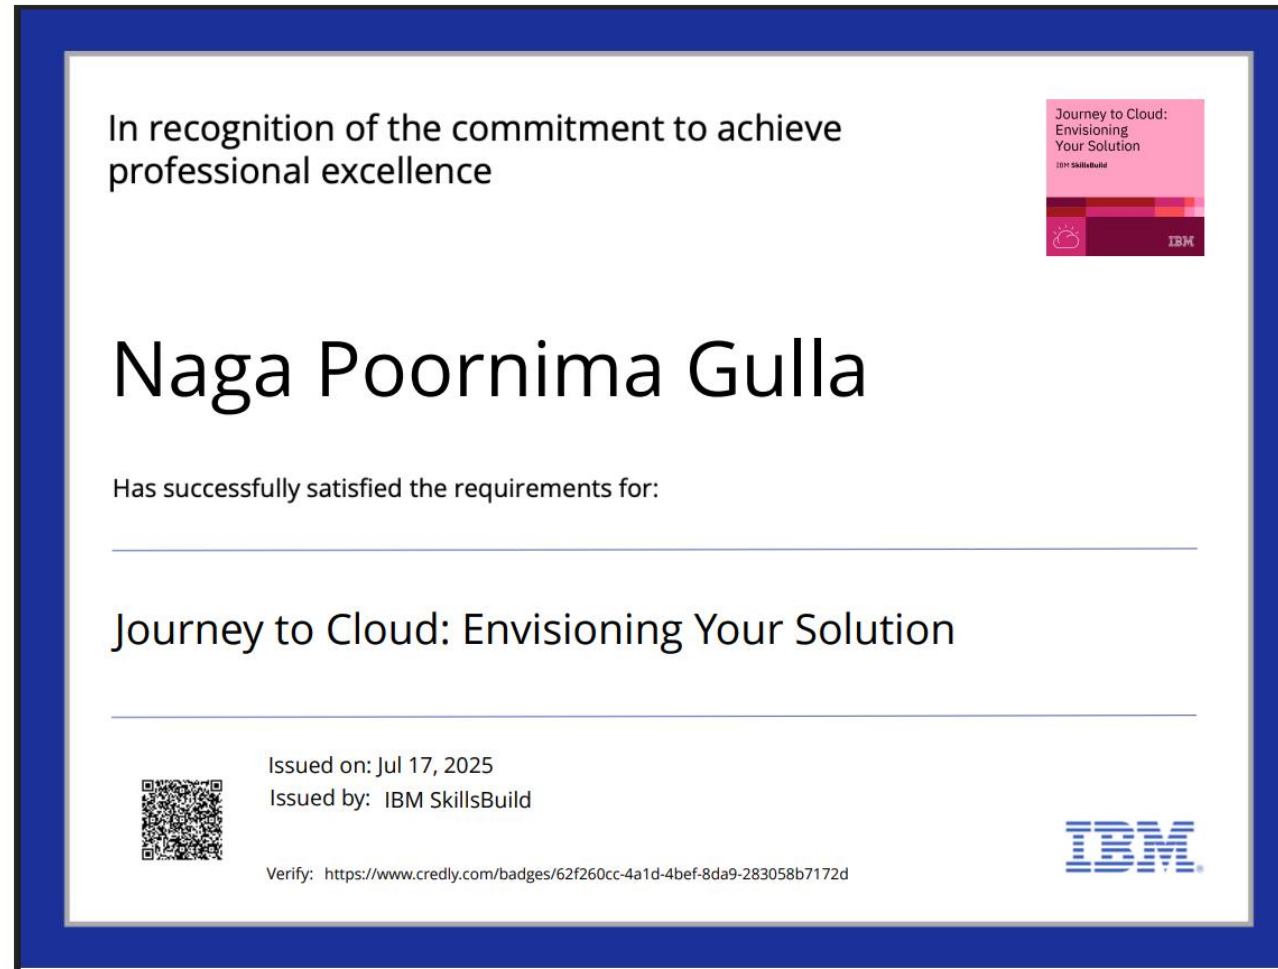 In recognition of the commitment to achieve
professional excellence
Journey to Cloud:
Envisioning
Your Solution
IBM SkillsBuild
IBM
Naga Poornima Gulla
Has successfully satisfied the requirements for:
Journey to Cloud: Envisioning Your Solution
Issued on: Jul 17, 2025
Issued by: IBM SkillsBuild
Verify: https://www.credly.com/badges/62f260cc-4a1d-4bef-8da9-283058b7172d
IBM.